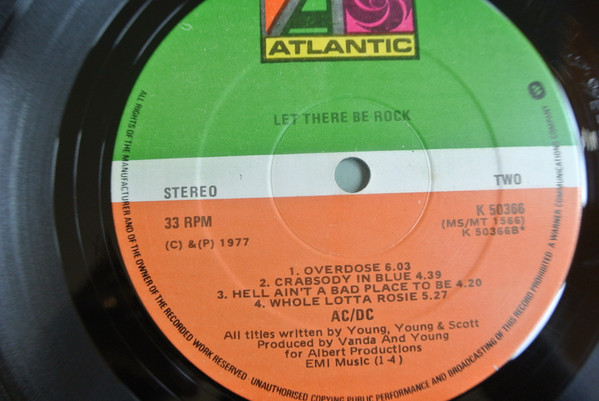 ATLANTIC
LET THERE BE ROCK
STEREO
TWO
33 RPM
K 50366
(MS/MT 1566)
(C) &(P) 1977
K 50366B*
1. OVERDOSE 6.03
2. CRABSODY IN BLUE 4.39
3. HELL AIN'T A BAD PLACE TO BE 4.20
4. WHOLE LOTTA ROSIE 5.27
AC/DC
All titles written by Young, Young & Scott
Produced by Vanda And Young
for Albert Productions
EMI Music (1-4)
ALL RIGHTS OF THE MANUFACTURER AND OF THE OWNER OF THE RECORDED WORK RESERVED. UNAUTHORISED COPYING PUBLIC PERFORMANCE AND BROADCASTING OF THIS RECORD PROHIBITED. A WARNER COMMUNICATIONS COMPANY